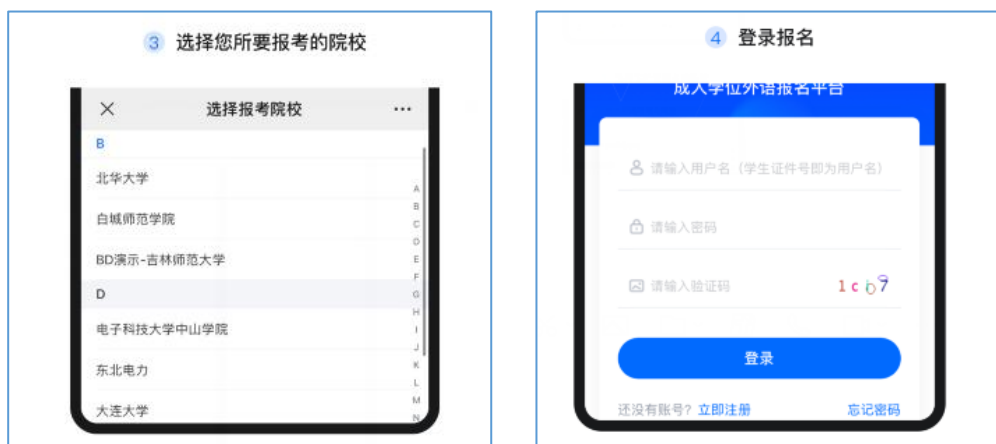 ③ 选择您所要报考的院校
选择报考院校 ...
B
北华大学
白城师范学院
BD演示-吉林师范大学
D
电子科技大学中山学院
东北电力
大连大学
A
B
C
D
E
F
G
H
I
J
K
L
M
N
④ 登录报名
成人学位外语报名平台
请输入用户名（学生证件号即为用户名）
请输入密码
请输入验证码 1cb7
登录
还没有账号？立即注册 忘记密码